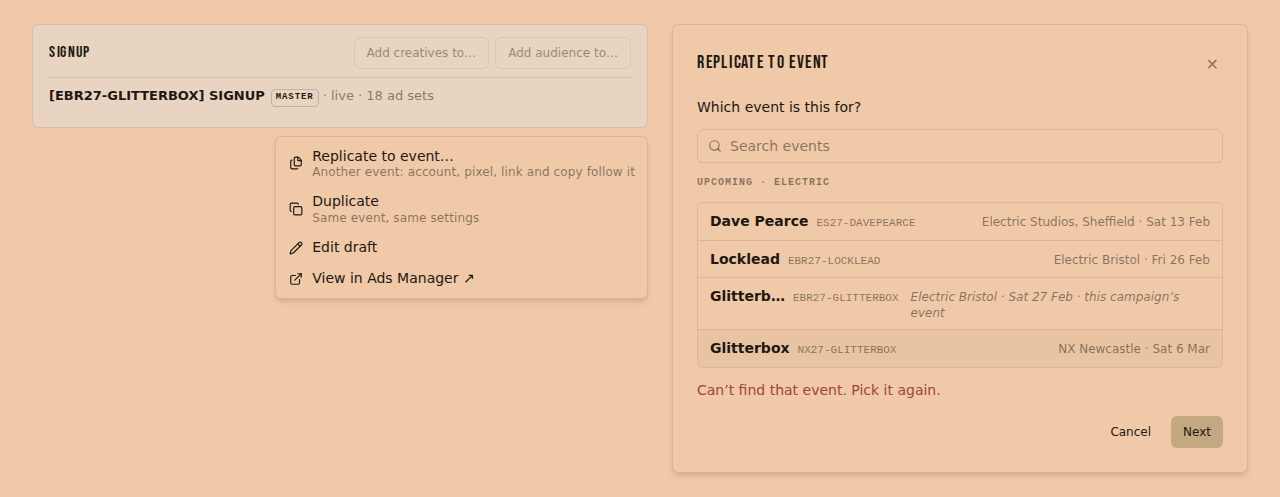 SIGNUP
Add creatives to…
Add audience to…
[EBR27-GLITTERBOX] SIGNUP MASTER · live · 18 ad sets
Replicate to event…
Another event: account, pixel, link and copy follow it
Duplicate
Same event, same settings
Edit draft
View in Ads Manager ↗
REPLICATE TO EVENT
×
Which event is this for?
Search events
UPCOMING · ELECTRIC
Dave Pearce ES27-DAVEPEARCE Electric Studios, Sheffield · Sat 13 Feb
Locklead EBR27-LOCKLEAD Electric Bristol · Fri 26 Feb
Glitterb… EBR27-GLITTERBOX Electric Bristol · Sat 27 Feb · this campaign’s
event
Glitterbox NX27-GLITTERBOX NX Newcastle · Sat 6 Mar
Can’t find that event. Pick it again.
Cancel
Next